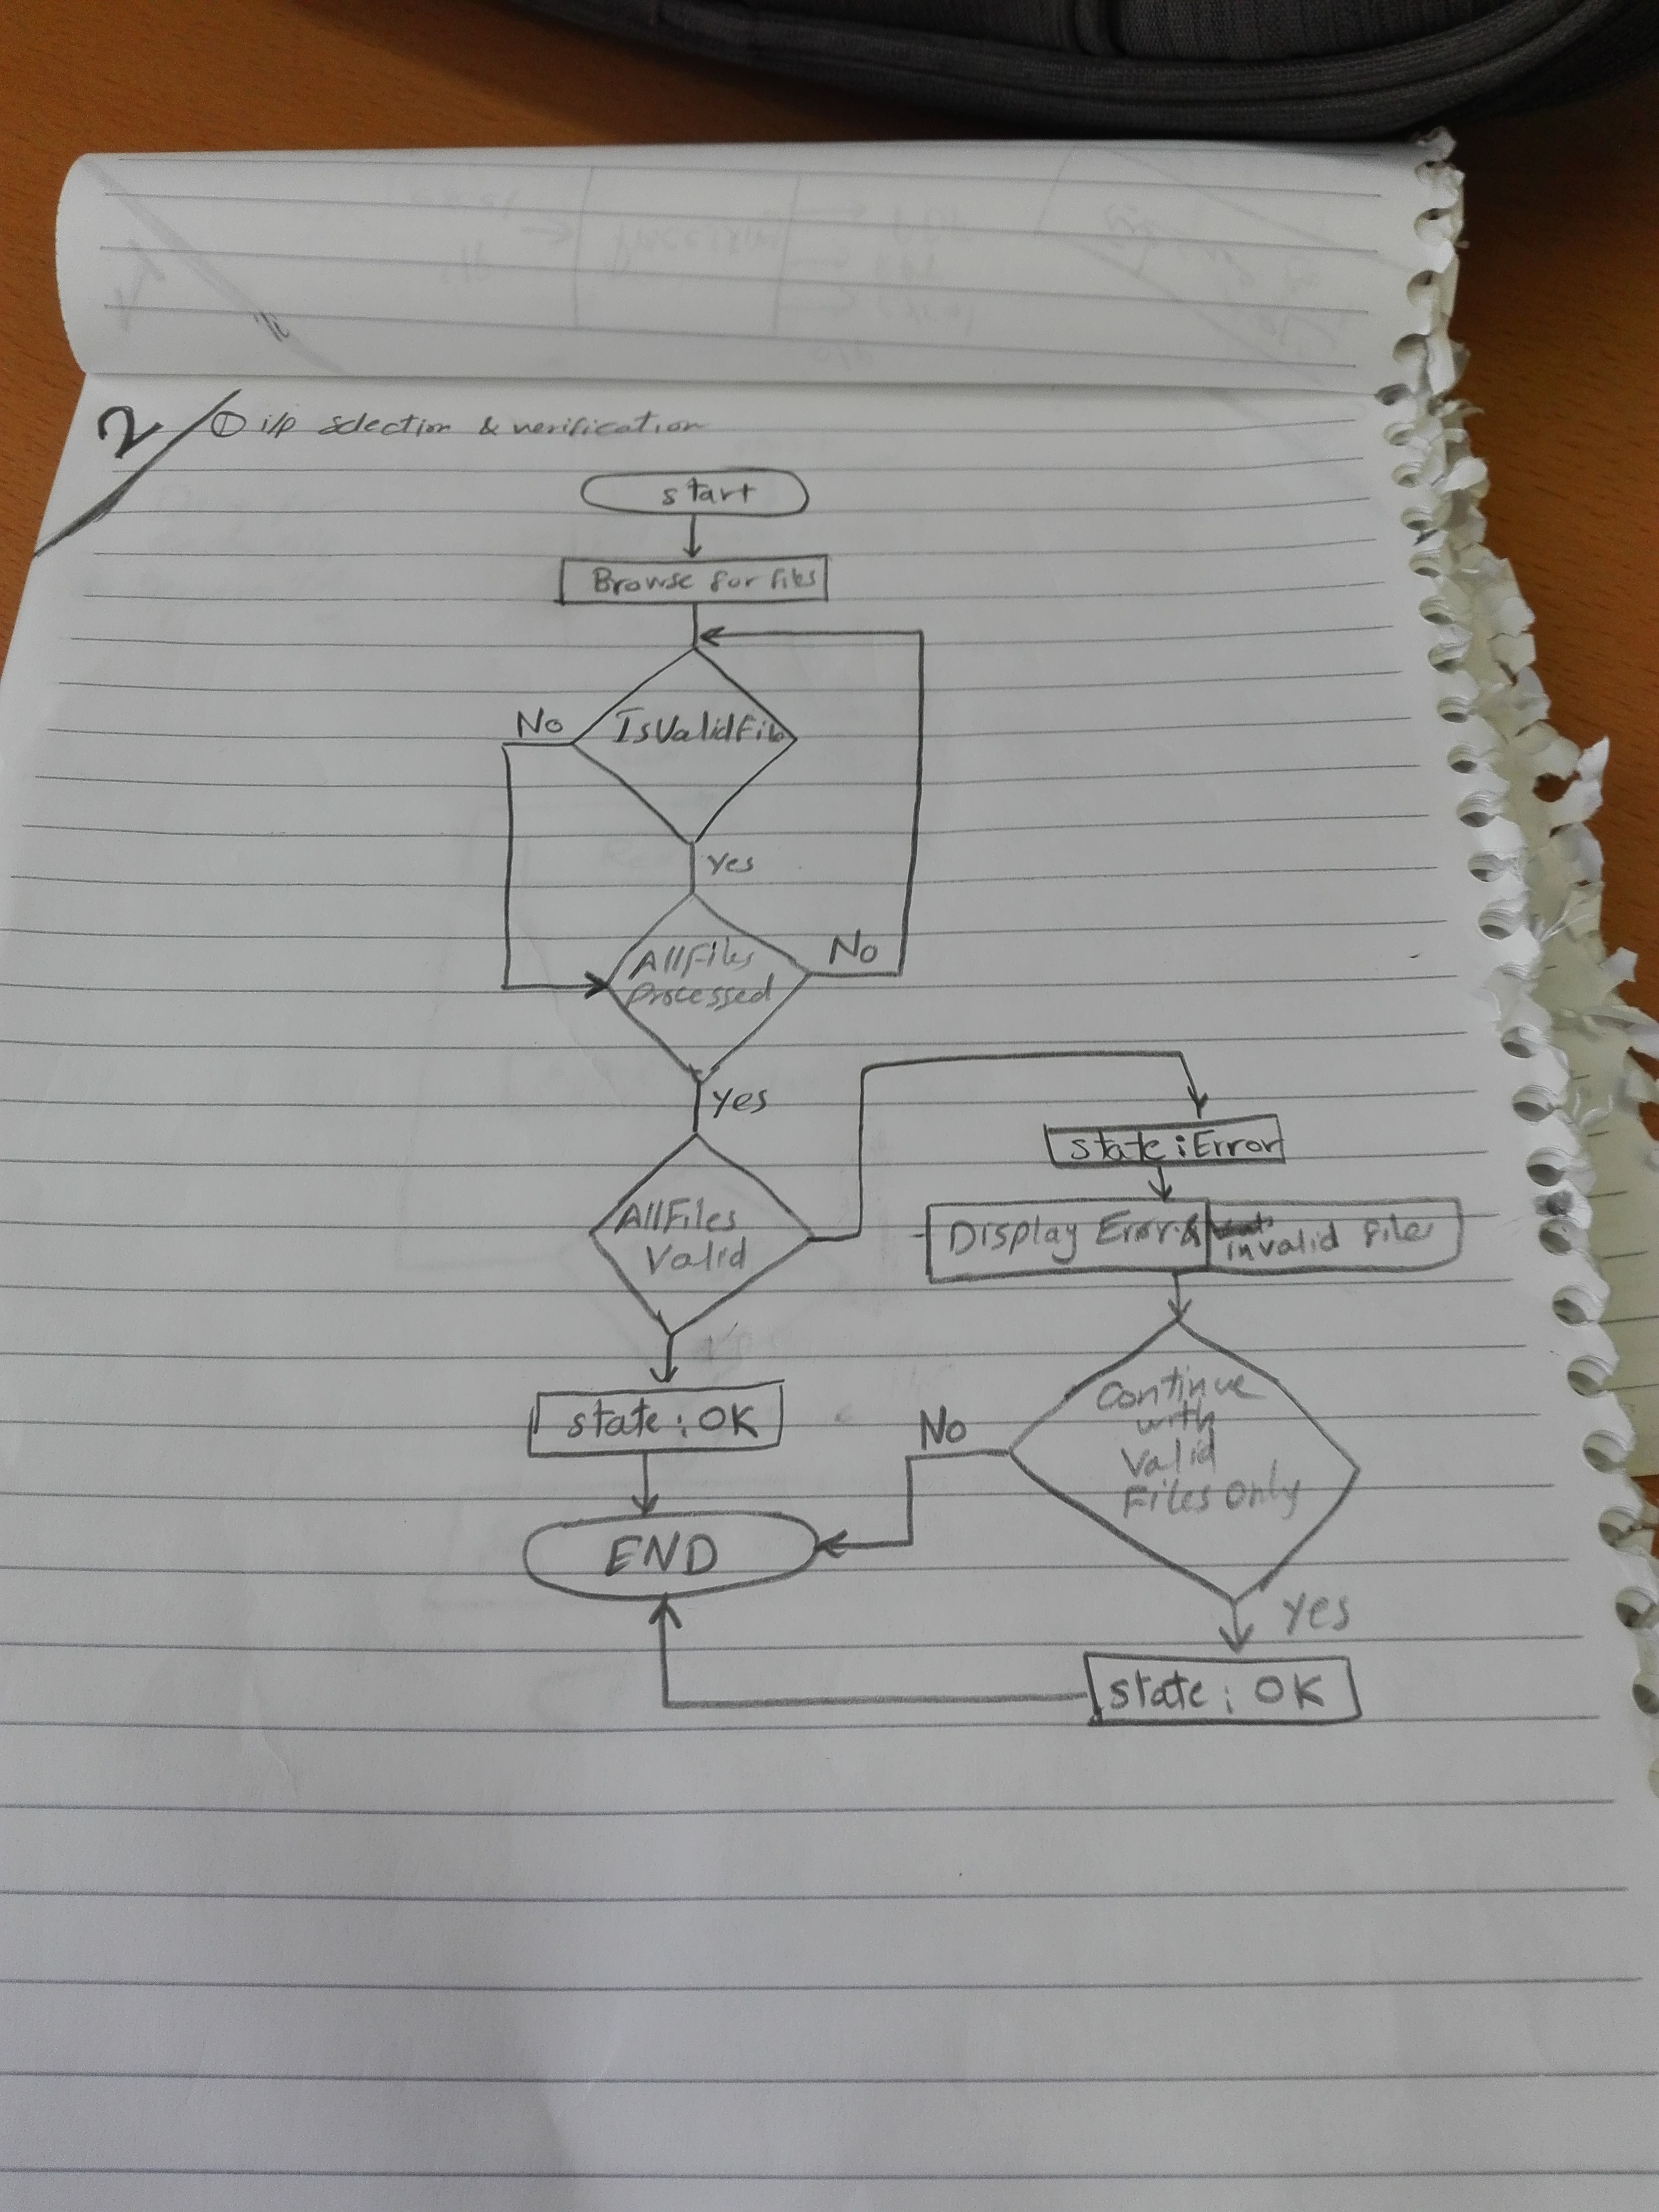 2
① i/p selection & verification
start
Browse for files
IsValidFile
No
Yes
AllFiles
Processed
No
Yes
AllFiles
Valid
state : Error
Display Error & invalid files
state : OK
Continue
with
Valid
Files Only
No
END
Yes
state : OK